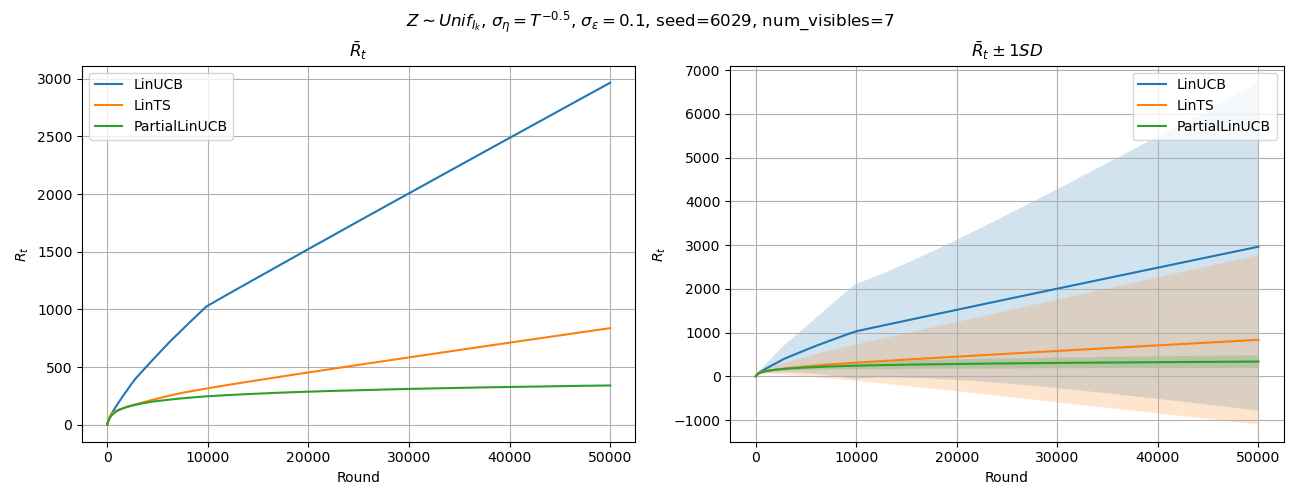 Z ∼ Unif_{I_k}, σ_η = T^{−0.5}, σ_ε = 0.1, seed=6029, num_visibles=7
R̄_t
3000
2500
2000
1500
1000
500
0
R_t
LinUCB
LinTS
PartialLinUCB
0 10000 20000 30000 40000 50000
Round
R̄_t ± 1SD
7000
6000
5000
4000
3000
2000
1000
0
−1000
R_t
LinUCB
LinTS
PartialLinUCB
0 10000 20000 30000 40000 50000
Round